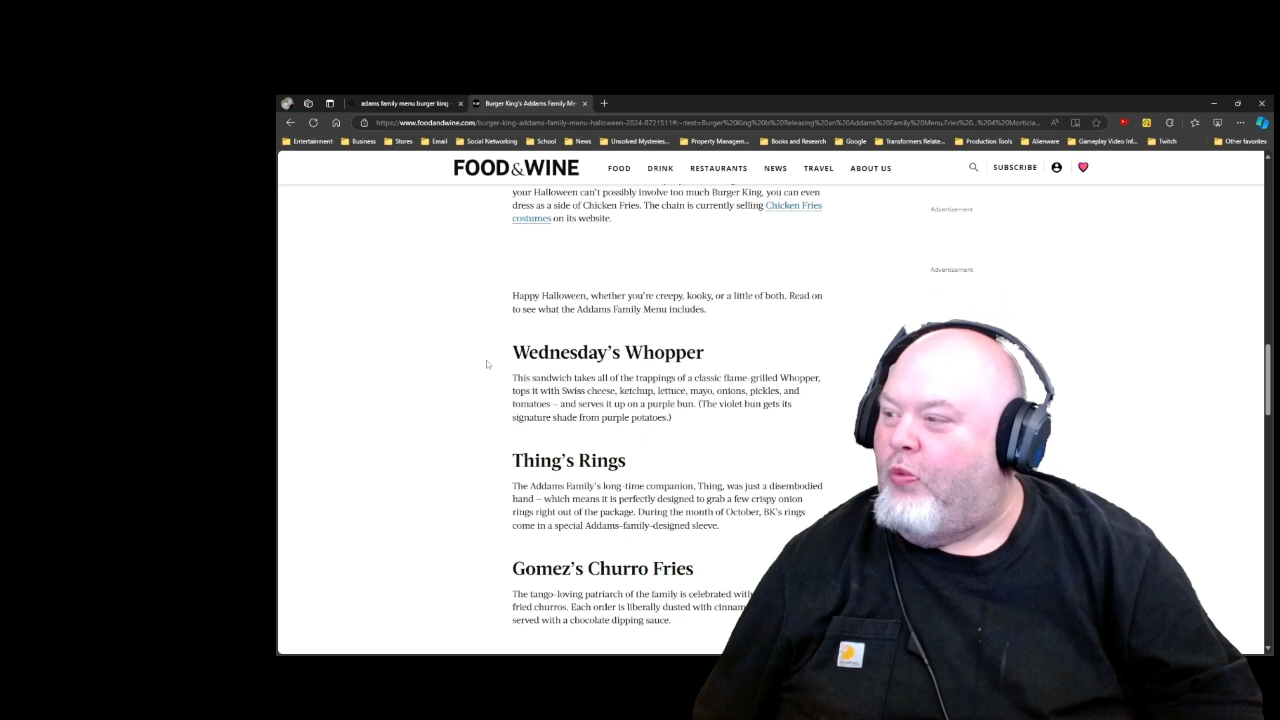 adams family menu burger king
Burger King's Addams Family Me
https://www.foodandwine.com/burger-king-addams-family-menu-halloween-2024-8721511#:~:text=Burger%20King%20Is%20Releasing%20an%20Addams%20Family%20Menu,Fries%20...%204%20Morticia...
Entertainment Business Stores Email Social Networking School News Unsolved Mysteries... Property Managem... Books and Research Google Transformers Relate... Alienware Gameplay Video Inf... Production Tools Twitch Other favorites
FOOD&WINE FOOD DRINK RESTAURANTS NEWS TRAVEL ABOUT US SUBSCRIBE
your Halloween can't possibly involve too much Burger King, you can even
dress as a side of Chicken Fries. The chain is currently selling Chicken Fries
costumes on its website.
Advertisement
Advertisement
Happy Halloween, whether you're creepy, kooky, or a little of both. Read on
to see what the Addams Family Menu includes.
Wednesday's Whopper
This sandwich takes all of the trappings of a classic flame-grilled Whopper,
tops it with Swiss cheese, ketchup, lettuce, mayo, onions, pickles, and
tomatoes — and serves it up on a purple bun. (The violet bun gets its
signature shade from purple potatoes.)
Thing's Rings
The Addams Family's long-time companion, Thing, was just a disembodied
hand — which means it is perfectly designed to grab a few crispy onion
rings right out of the package. During the month of October, BK's rings
come in a special Addams-family-designed sleeve.
Gomez's Churro Fries
The tango-loving patriarch of the family is celebrated with
fried churros. Each order is liberally dusted with cinnam
served with a chocolate dipping sauce.